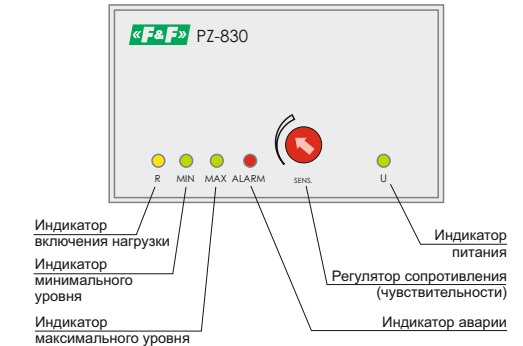 «F&F» PZ-830
R MIN MAX ALARM SENS. U
Индикатор
включения нагрузки
Индикатор
минимального
уровня
Индикатор
максимального уровня
Индикатор
питания
Регулятор сопротивления
(чувствительности)
Индикатор аварии